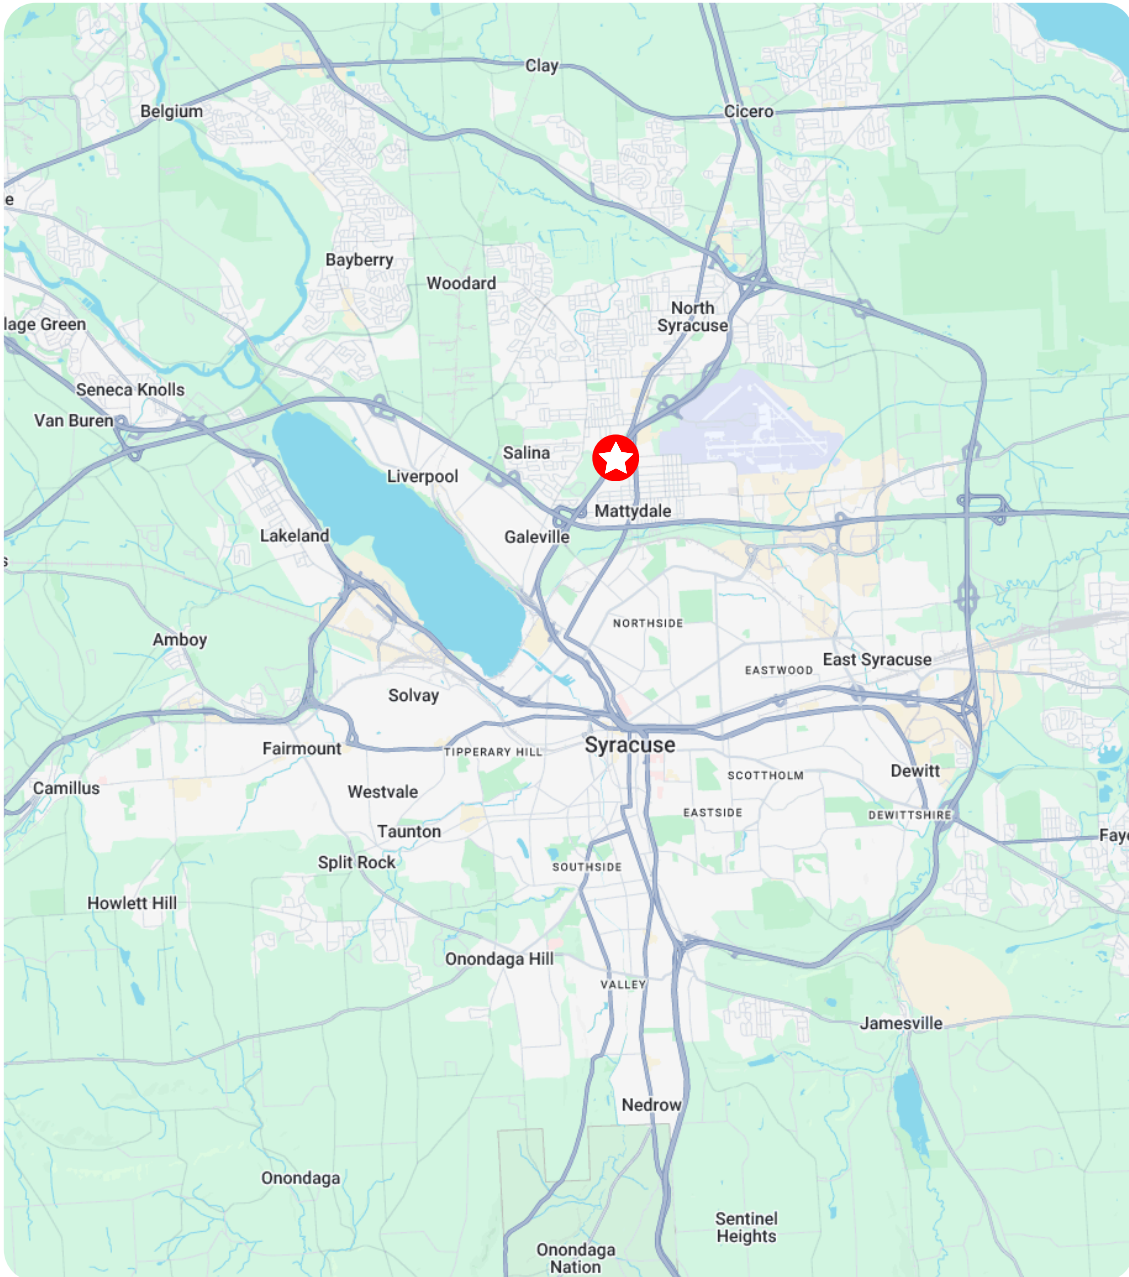 Clay
Belgium
Cicero
e
Bayberry
Woodard
North
Syracuse
lage Green
Seneca Knolls
Van Buren
Salina
Liverpool
Mattydale
Lakeland
Galeville
s
NORTHSIDE
Amboy
EASTWOOD
East Syracuse
Solvay
Fairmount
TIPPERARY HILL
Syracuse
SCOTTHOLM
Dewitt
Camillus
Westvale
EASTSIDE
DEWITTSHIRE
Taunton
Faye
Split Rock
SOUTHSIDE
Howlett Hill
Onondaga Hill
VALLEY
Jamesville
Nedrow
Onondaga
Sentinel
Heights
Onondaga
Nation